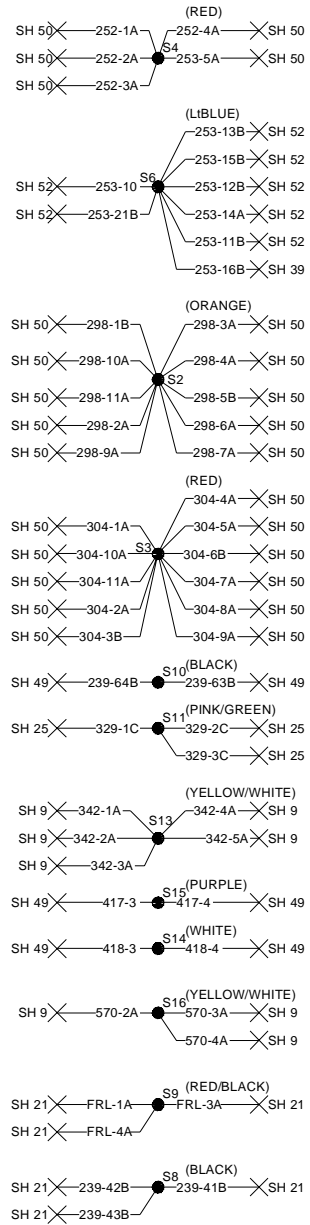 (RED)
SH 50 252-1A 252-4A SH 50
S4
SH 50 252-2A 253-5A SH 50
SH 50 252-3A
(LtBLUE)
253-13B SH 52
253-15B SH 52
S6
SH 52 253-10 253-12B SH 52
SH 52 253-21B 253-14A SH 52
253-11B SH 52
253-16B SH 39
(ORANGE)
SH 50 298-1B 298-3A SH 50
SH 50 298-10A 298-4A SH 50
S2
SH 50 298-11A 298-5B SH 50
SH 50 298-2A 298-6A SH 50
SH 50 298-9A 298-7A SH 50
(RED)
304-4A SH 50
SH 50 304-1A 304-5A SH 50
S3
SH 50 304-10A 304-6B SH 50
SH 50 304-11A 304-7A SH 50
SH 50 304-2A 304-8A SH 50
SH 50 304-3B 304-9A SH 50
S10 (BLACK)
SH 49 239-64B 239-63B SH 49
S11 (PINK/GREEN)
SH 25 329-1C 329-2C SH 25
329-3C SH 25
(YELLOW/WHITE)
SH 9 342-1A 342-4A SH 9
S13
SH 9 342-2A 342-5A SH 9
SH 9 342-3A
S15 (PURPLE)
SH 49 417-3 417-4 SH 49
S14 (WHITE)
SH 49 418-3 418-4 SH 49
S16 (YELLOW/WHITE)
SH 9 570-2A 570-3A SH 9
570-4A SH 9
S9 (RED/BLACK)
SH 21 FRL-1A FRL-3A SH 21
SH 21 FRL-4A
S8 (BLACK)
SH 21 239-42B 239-41B SH 21
SH 21 239-43B